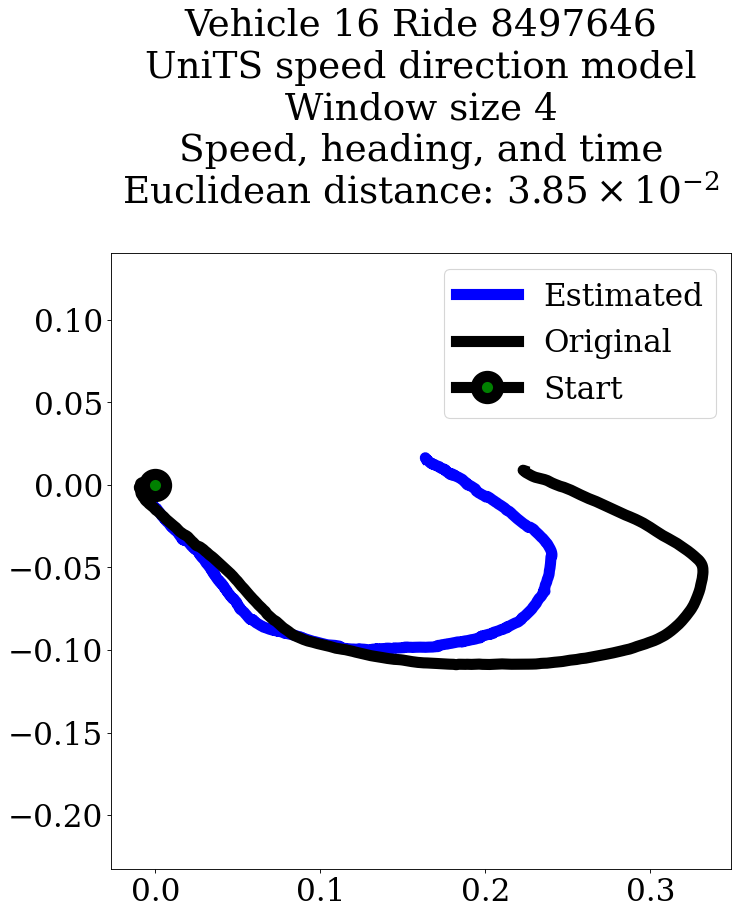 Vehicle 16 Ride 8497646
UniTS speed direction model
Window size 4
Speed, heading, and time
Euclidean distance: 3.85 × 10⁻²
Estimated
Original
Start
0.10
0.05
0.00
−0.05
−0.10
−0.15
−0.20
0.0 0.1 0.2 0.3